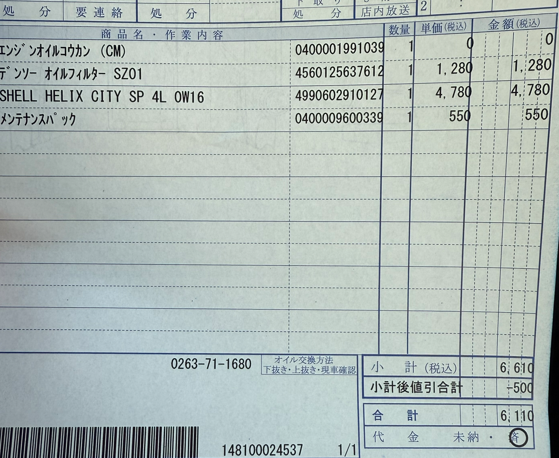 処 分 要 連 絡 処 分 下 取 り 処 分 店内放送 2 :
商 品 名 ・ 作 業 内 容 数量 単価(税込) 金 額(税込)
エンジンオイルコウカン (CM) 0400001991039 1 0 0
デンソー オイルフィルター SZ01 4560125637612 1 1,280 1,280
SHELL HELIX CITY SP 4L 0W16 4990602910127 1 4,780 4,780
メンテナンスパック 0400009600339 1 550 550
0263-71-1680
オイル交換方法
下抜き・上抜き・現車確認
小 計 (税込) 6,610
小計後値引合計 -500
合 計 6,110
代 金 未納 ・ 済
148100024537 1/1